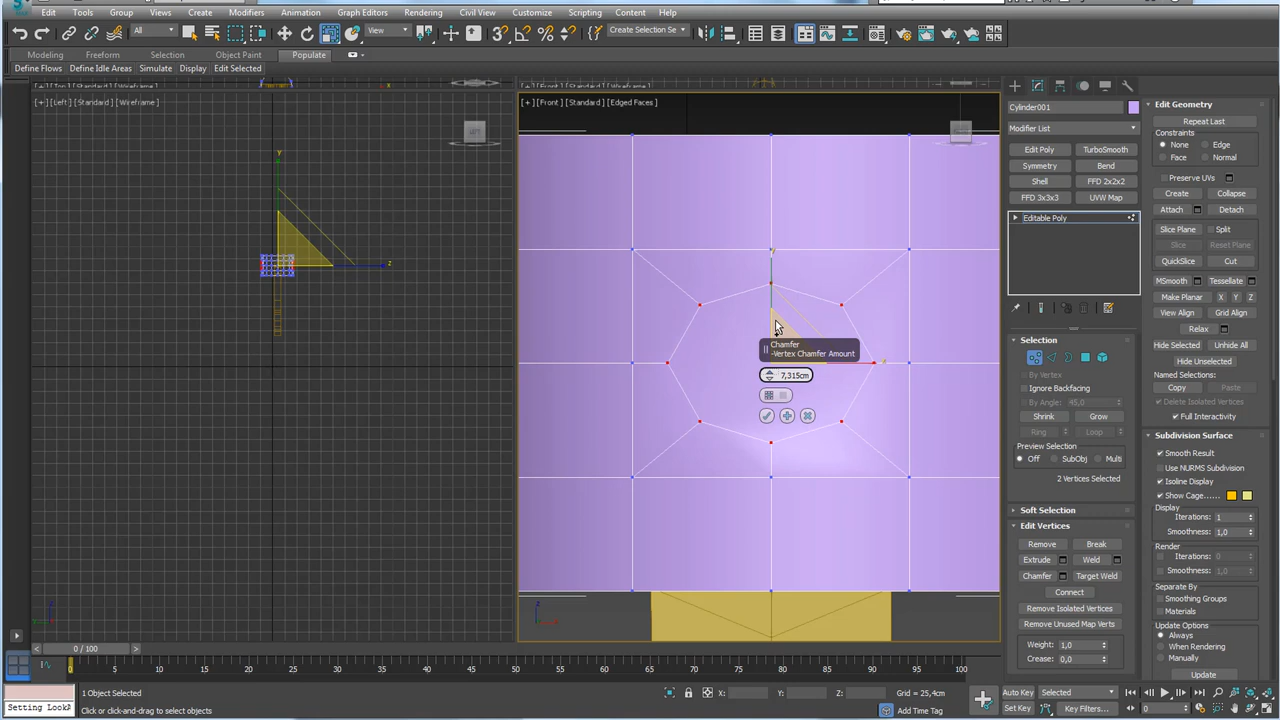 Edit Tools Group Views Create Modifiers Animation Graph Editors Rendering Civil View Customize Scripting Content Help
All
View
Create Selection Se
Modeling Freeform Selection Object Paint Populate
Define Flows Define Idle Areas Simulate Display Edit Selected
[+] [Left] [Standard] [Wireframe]
[+] [Front] [Standard] [Edged Faces]
LEFT
y
z
y
x
Chamfer
-Vertex Chamfer Amount
7,315cm
Cylinder001
Modifier List
Edit Poly TurboSmooth
Symmetry Bend
Shell FFD 2x2x2
FFD 3x3x3 UVW Map
Editable Poly
Selection
By Vertex
Ignore Backfacing
By Angle: 45,0
Shrink Grow
Ring Loop
Preview Selection
Off SubObj Multi
2 Vertices Selected
Soft Selection
Edit Vertices
Remove Break
Extrude Weld
Chamfer Target Weld
Connect
Remove Isolated Vertices
Remove Unused Map Verts
Weight: 1,0
Crease: 0,0
Edit Geometry
Repeat Last
Constraints
None Edge
Face Normal
Preserve UVs
Create Collapse
Attach Detach
Slice Plane Split
Slice Reset Plane
QuickSlice Cut
MSmooth Tessellate
Make Planar X Y Z
View Align Grid Align
Relax
Hide Selected Unhide All
Hide Unselected
Named Selections:
Copy Paste
Delete Isolated Vertices
Full Interactivity
Subdivision Surface
Smooth Result
Use NURMS Subdivision
Isoline Display
Show Cage......
Display
Iterations: 1
Smoothness: 1,0
Render
Iterations: 0
Smoothness: 1,0
Separate By
Smoothing Groups
Materials
Update Options
Always
When Rendering
Manually
Update
0 / 100
0 5 10 15 20 25 30 35 40 45 50 55 60 65 70 75 80 85 90 95 100
1 Object Selected
X: Y: Z: Grid = 25,4cm
Auto Key Selected
Setting LookA
Click or click-and-drag to select objects
Add Time Tag
Set Key Key Filters... 0